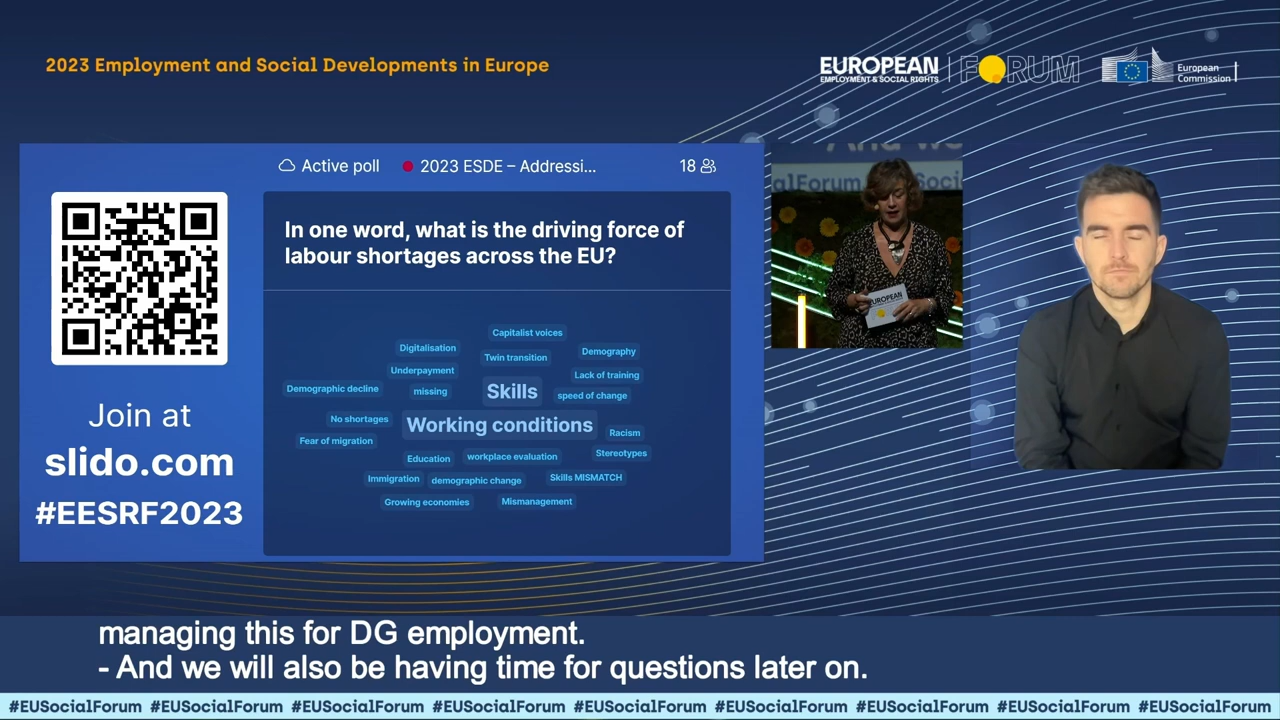 2023 Employment and Social Developments in Europe
EUROPEAN
EMPLOYMENT & SOCIAL RIGHTS
FORUM
European
Commission
Active poll
2023 ESDE – Addressi...
18
In one word, what is the driving force of
labour shortages across the EU?
Capitalist voices
Digitalisation
Twin transition
Demography
Underpayment
Lack of training
Demographic decline
missing
Skills
speed of change
No shortages
Working conditions
Racism
Fear of migration
Education
workplace evaluation
Stereotypes
Immigration
demographic change
Skills MISMATCH
Growing economies
Mismanagement
Join at
slido.com
#EESRF2023
And we
ialForum
#EUSoci
EUROPEAN
managing this for DG employment.
- And we will also be having time for questions later on.
#EUSocialForum #EUSocialForum #EUSocialForum #EUSocialForum #EUSocialForum #EUSocialForum #EUSocialForum #EUSocialForum #EUSocialForum